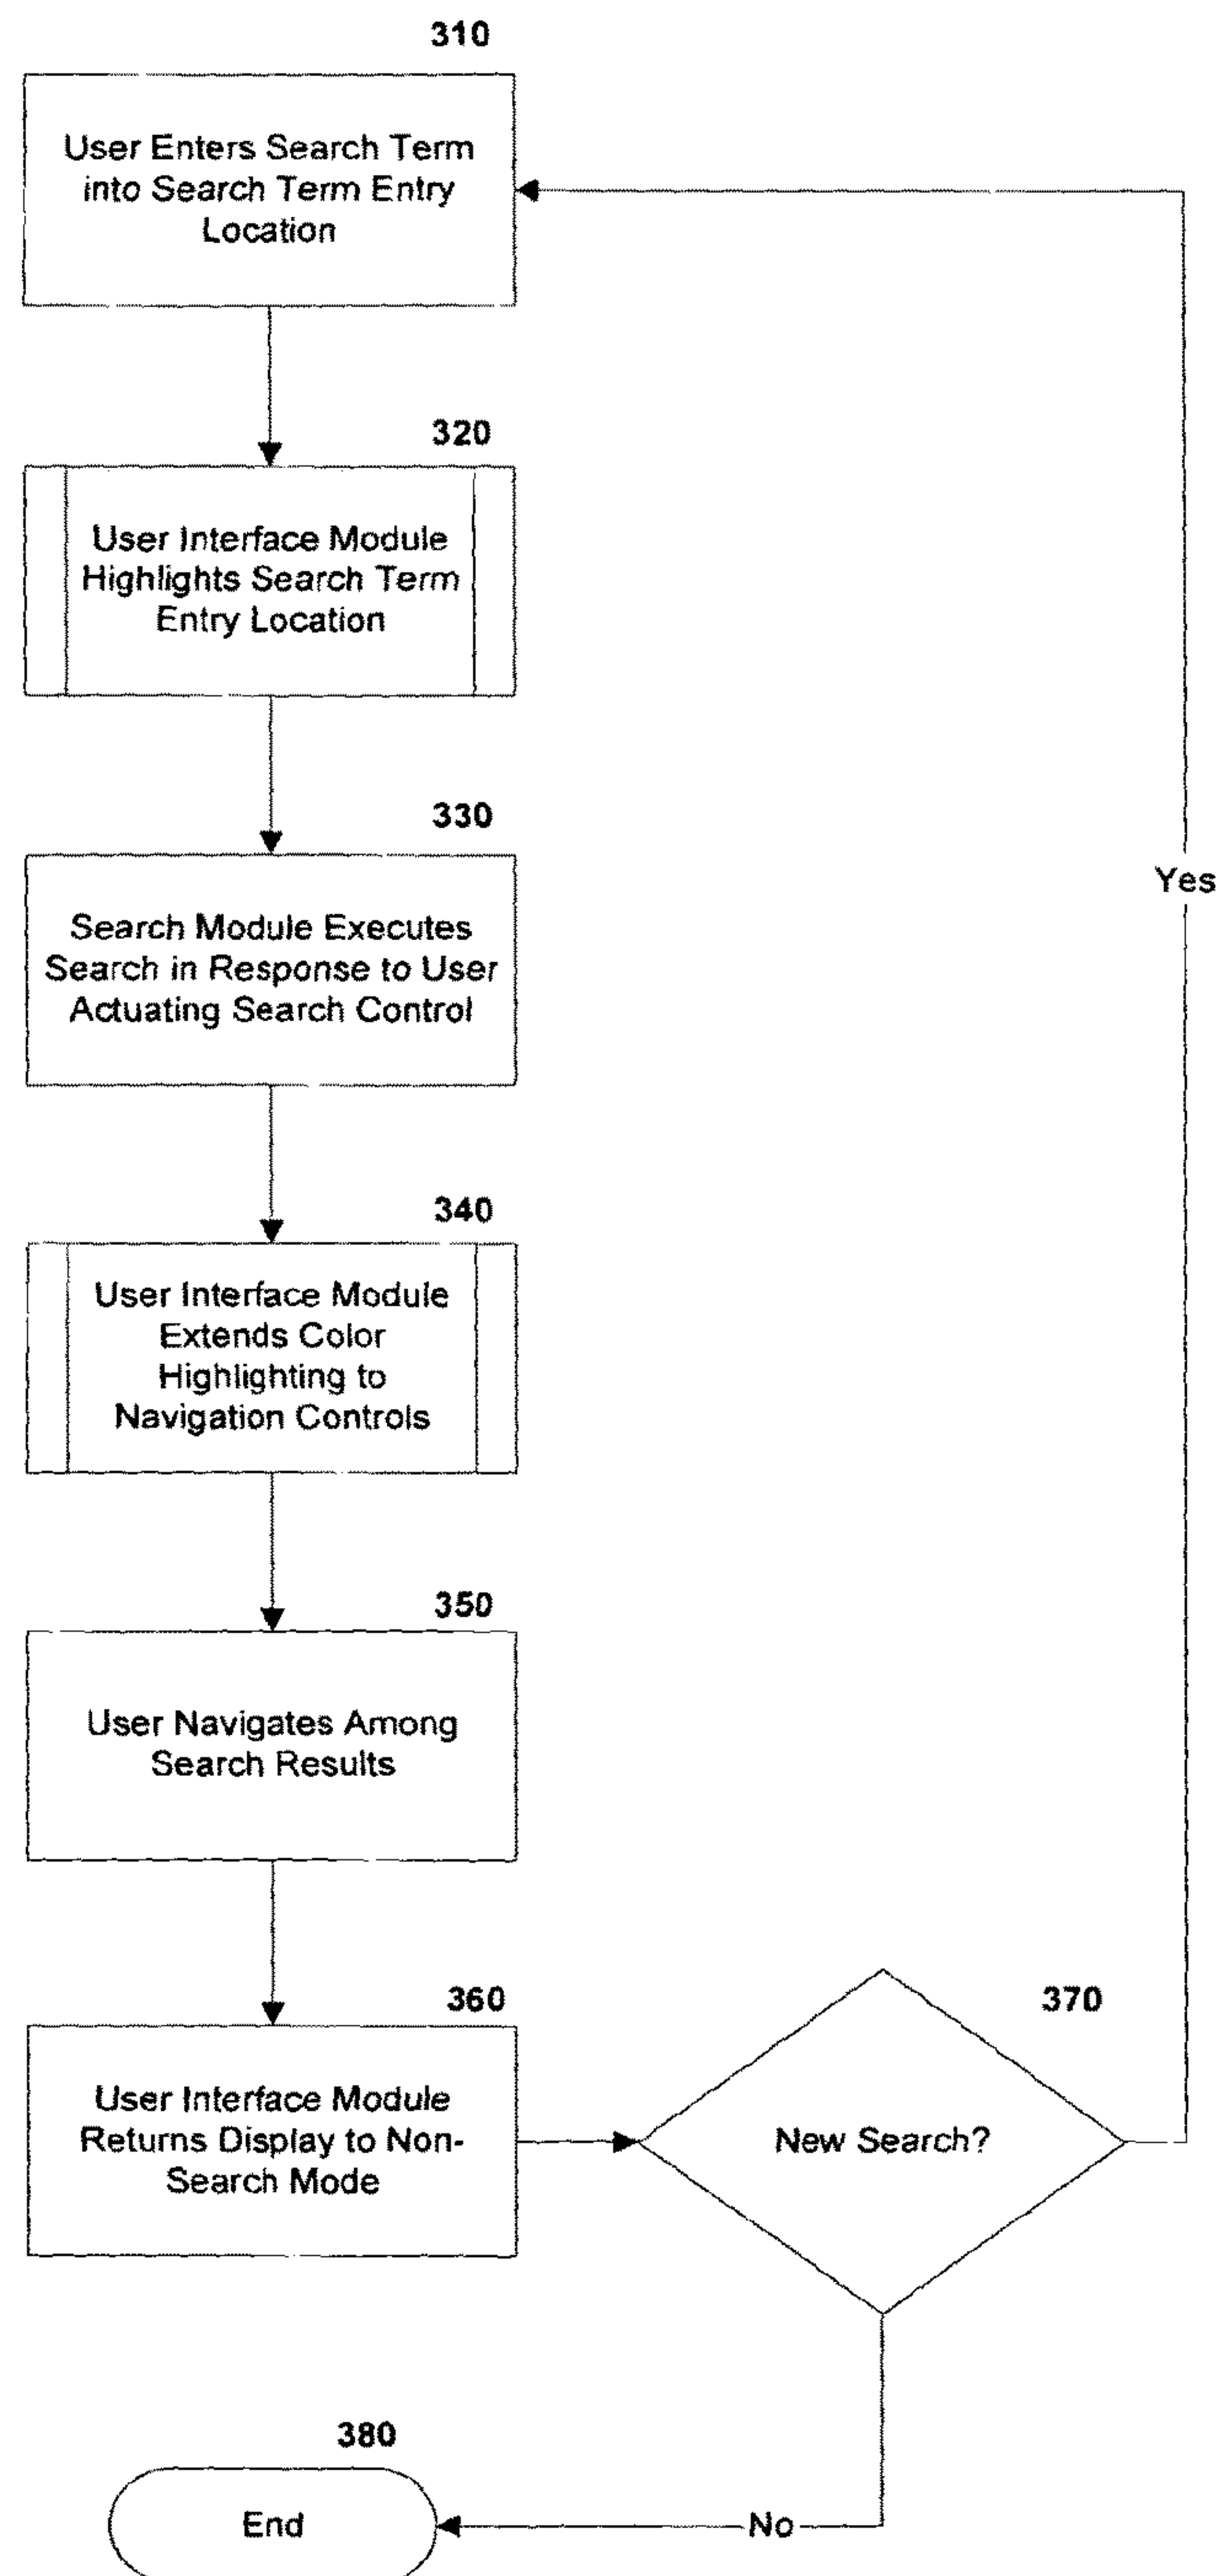 310
User Enters Search Term
into Search Term Entry
Location
320
User Interface Module
Highlights Search Term
Entry Location
330
Search Module Executes
Search in Response to User
Actuating Search Control
Yes
340
User Interface Module
Extends Color
Highlighting to
Navigation Controls
350
User Navigates Among
Search Results
360
User Interface Module
Returns Display to Non-
Search Mode
370
New Search?
380
End
No